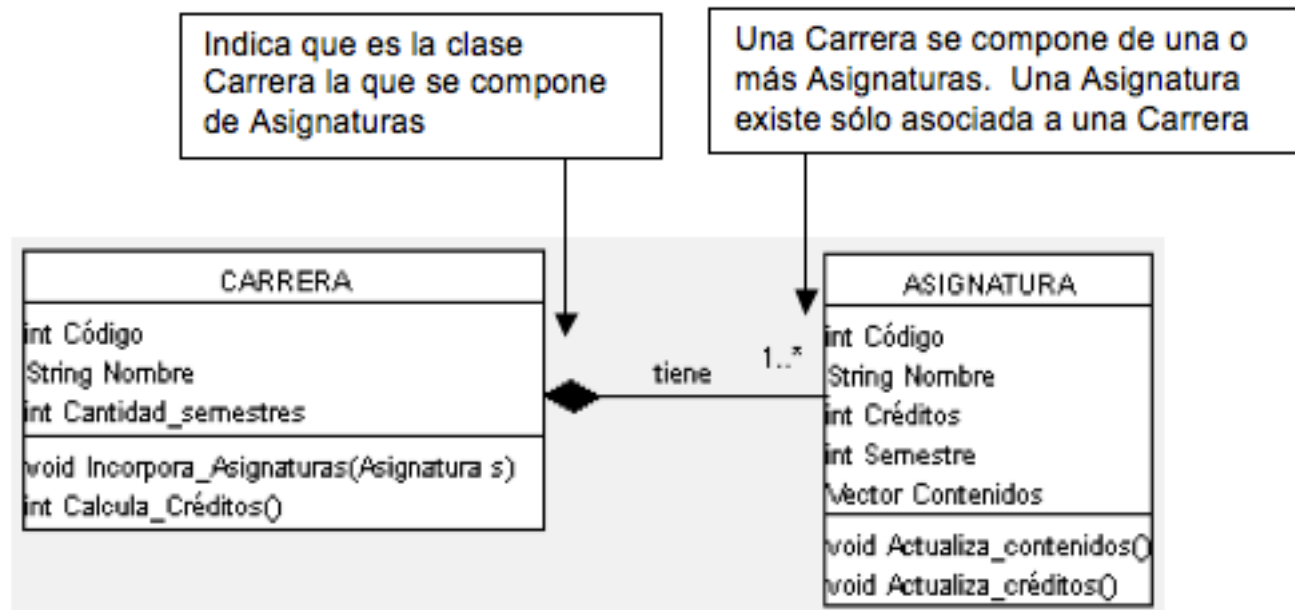 Indica que es la clase
Carrera la que se compone
de Asignaturas
Una Carrera se compone de una o
más Asignaturas. Una Asignatura
existe sólo asociada a una Carrera
CARRERA
int Código
String Nombre
int Cantidad_semestres
void Incorpora_Asignaturas(Asignatura s)
int Calcula_Créditos()
tiene
1..*
ASIGNATURA
int Código
String Nombre
int Créditos
int Semestre
Vector Contenidos
void Actualiza_contenidos()
void Actualiza_créditos()